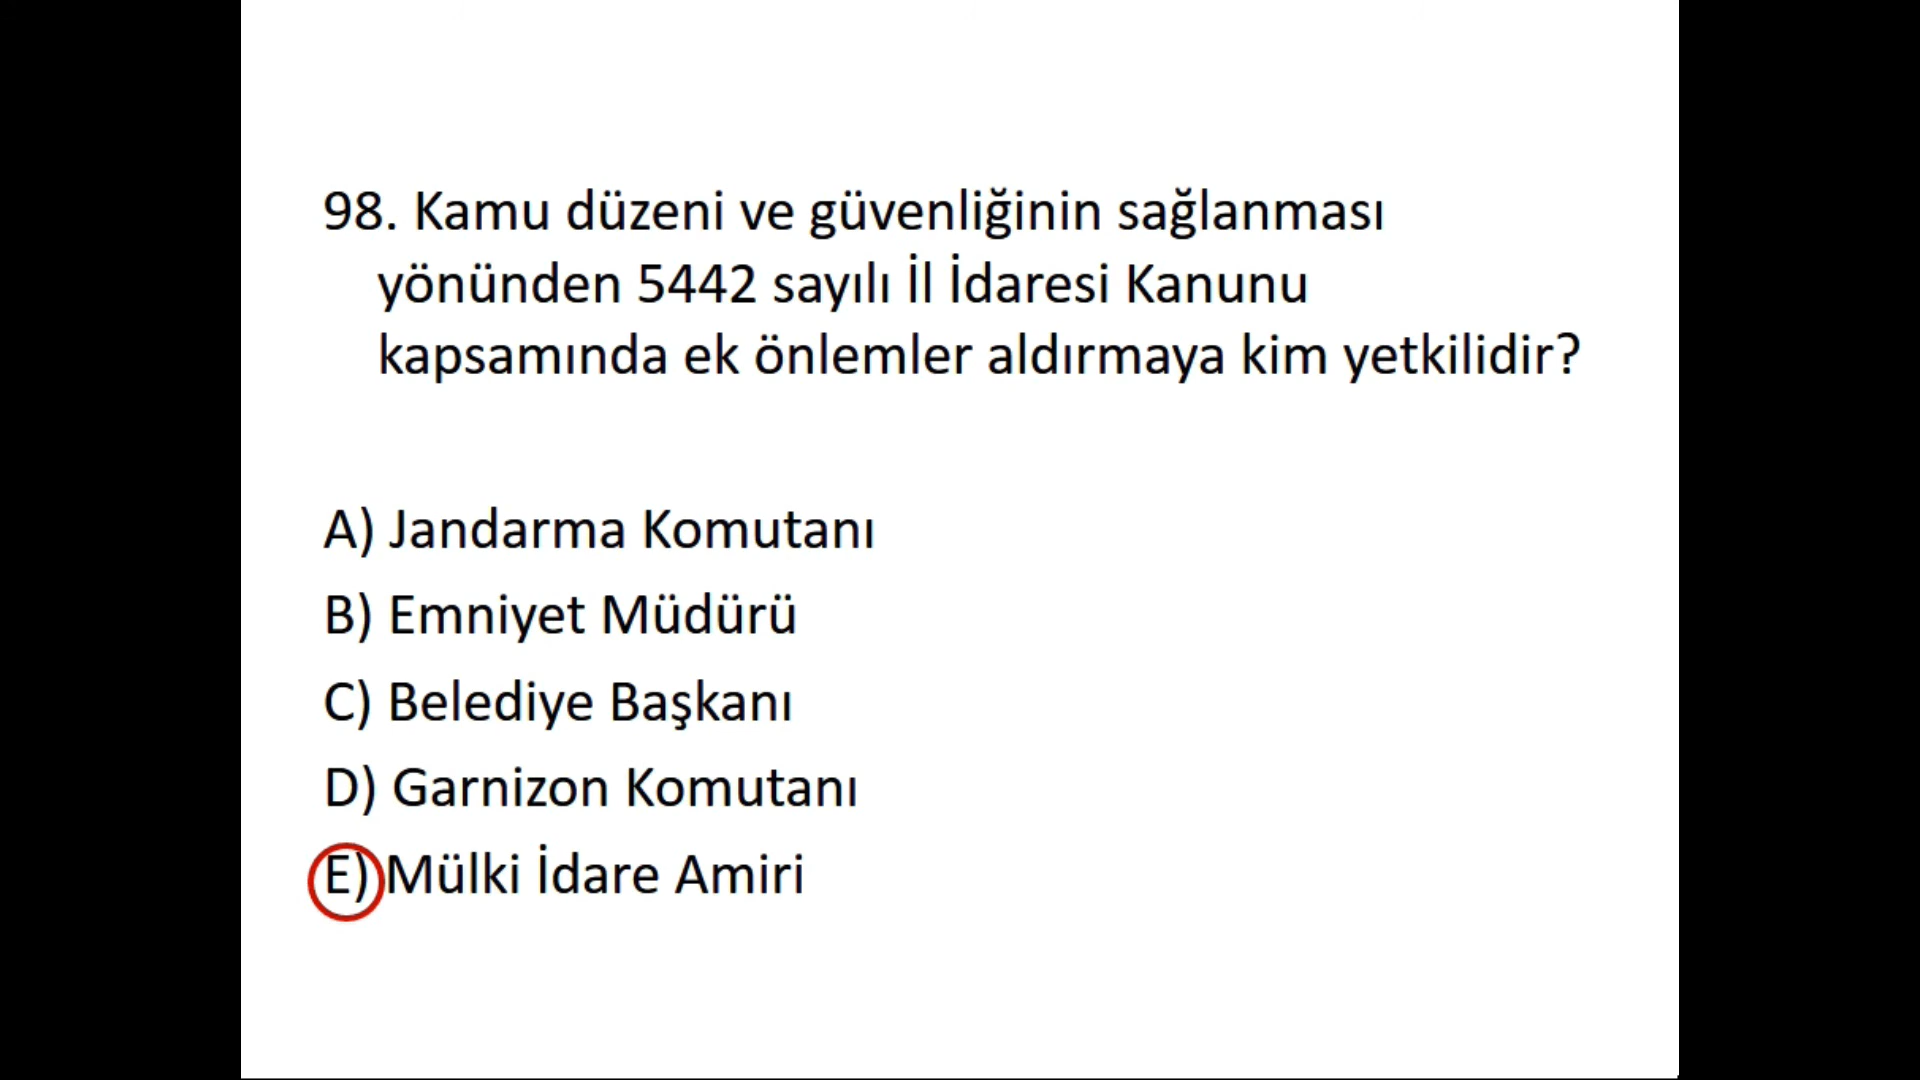 98. Kamu düzeni ve güvenliğinin sağlanması
yönünden 5442 sayılı İl İdaresi Kanunu
kapsamında ek önlemler aldırmaya kim yetkilidir?
A) Jandarma Komutanı
B) Emniyet Müdürü
C) Belediye Başkanı
D) Garnizon Komutanı
E) Mülki İdare Amiri